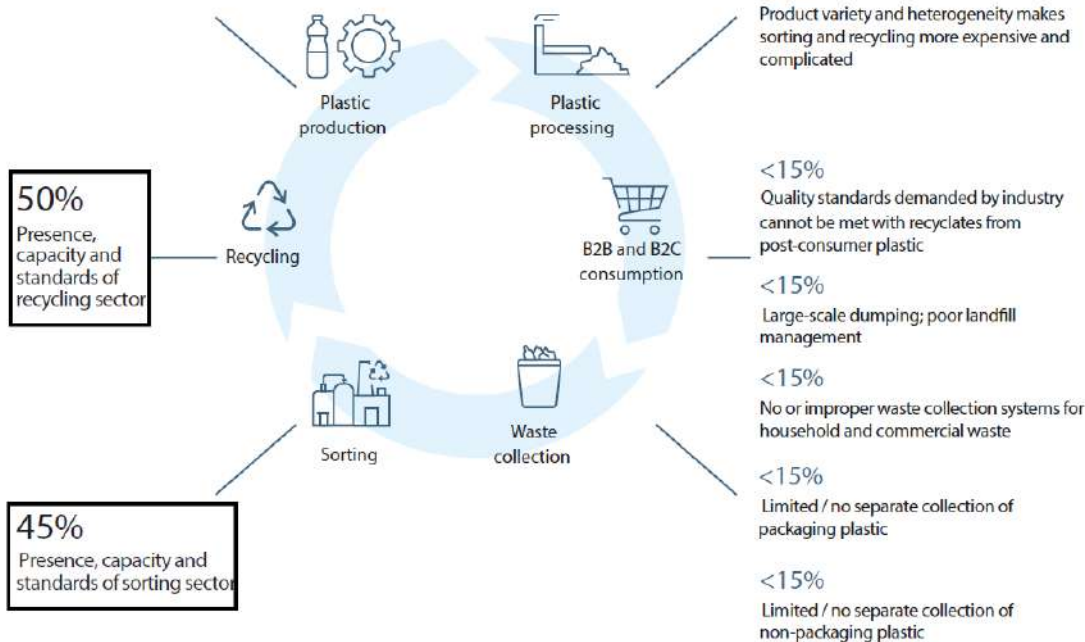 Product variety and heterogeneity makes
sorting and recycling more expensive and
complicated
Plastic
production
Plastic
processing
50%
Presence,
capacity and
standards of
recycling sector
Recycling
B2B and B2C
consumption
<15%
Quality standards demanded by industry
cannot be met with recyclates from
post-consumer plastic
<15%
Large-scale dumping; poor landfill
management
<15%
No or improper waste collection systems for
household and commercial waste
Sorting
Waste
collection
<15%
Limited / no separate collection of
packaging plastic
45%
Presence, capacity and
standards of sorting sector
<15%
Limited / no separate collection of
non-packaging plastic